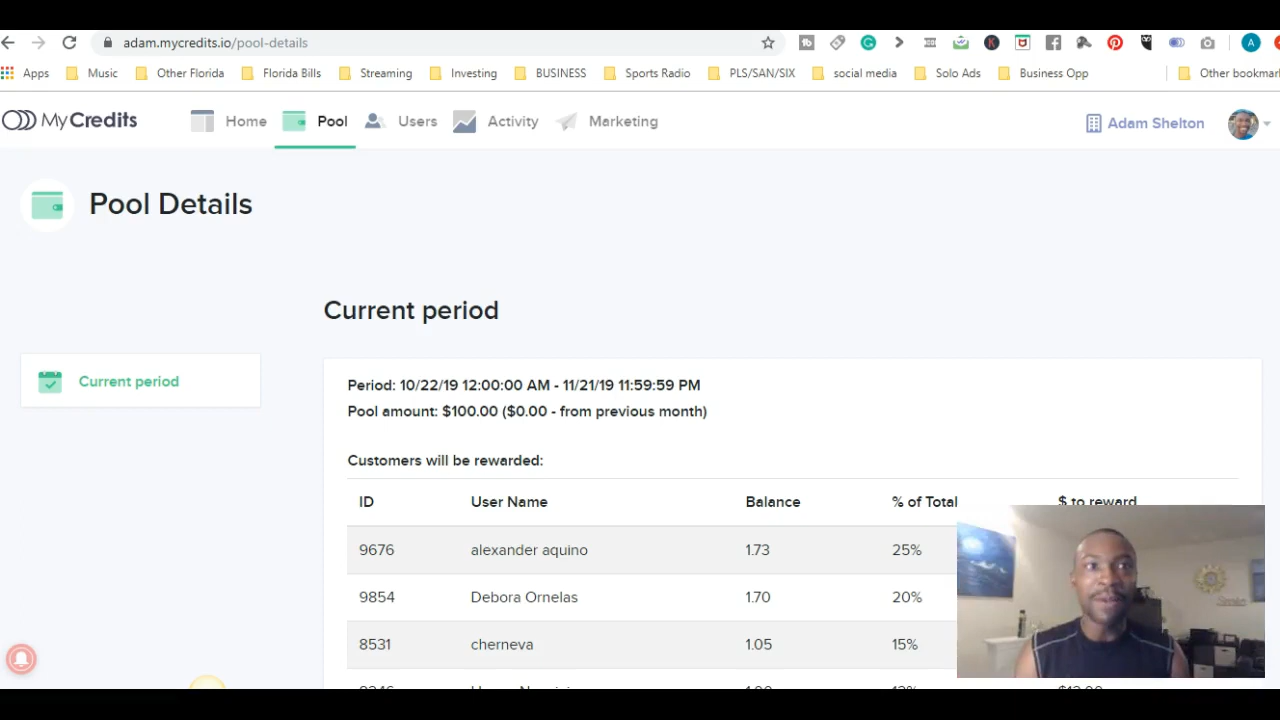 adam.mycredits.io/pool-details
Apps Music Other Florida Florida Bills Streaming Investing BUSINESS Sports Radio PLS/SAN/SIX social media Solo Ads Business Opp Other bookmar
MyCredits Home Pool Users Activity Marketing Adam Shelton
Pool Details
Current period
Current period
Period: 10/22/19 12:00:00 AM - 11/21/19 11:59:59 PM
Pool amount: $100.00 ($0.00 - from previous month)
Customers will be rewarded:
ID User Name Balance % of Total $ to reward
9676 alexander aquino 1.73 25%
9854 Debora Ornelas 1.70 20%
8531 cherneva 1.05 15%